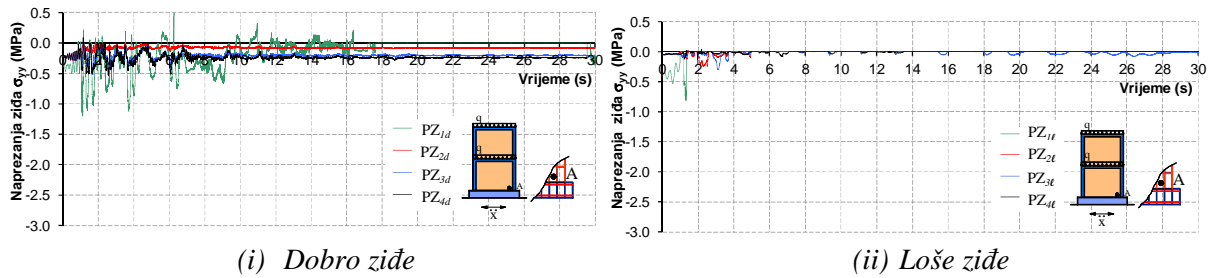 Naprezanja ziđa σyy (MPa)
0.5
0.0
-0.5
-1.0
-1.5
-2.0
-2.5
-3.0
2 4 6 8 10 12 14 16 18 20 22 24 26 28 30
Vrijeme (s)
PZ1d
PZ2d
PZ3d
PZ4d
q
q
A
ẍ
A
(i) Dobro ziđe
Naprezanja ziđa σyy (MPa)
0.5
0.0
-0.5
-1.0
-1.5
-2.0
-2.5
-3.0
0 2 4 6 8 10 12 14 16 18 20 22 24 26 28 30
Vrijeme (s)
PZ1ℓ
PZ2ℓ
PZ3ℓ
PZ4ℓ
q
q
A
ẍ
A
(ii) Loše ziđe